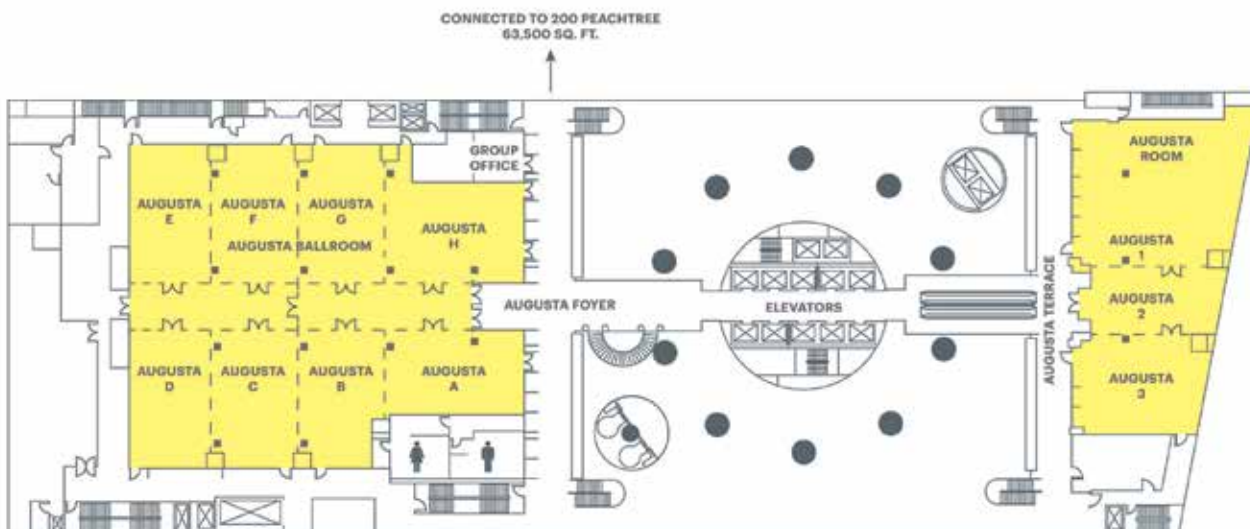 CONNECTED TO 200 PEACHTREE
63,500 SQ. FT.
GROUP
OFFICE
AUGUSTA
ROOM
AUGUSTA
E
AUGUSTA
F
AUGUSTA
G
AUGUSTA
H
AUGUSTA BALLROOM
AUGUSTA
1
AUGUSTA FOYER
ELEVATORS
AUGUSTA TERRACE
AUGUSTA
2
AUGUSTA
D
AUGUSTA
C
AUGUSTA
B
AUGUSTA
A
AUGUSTA
3